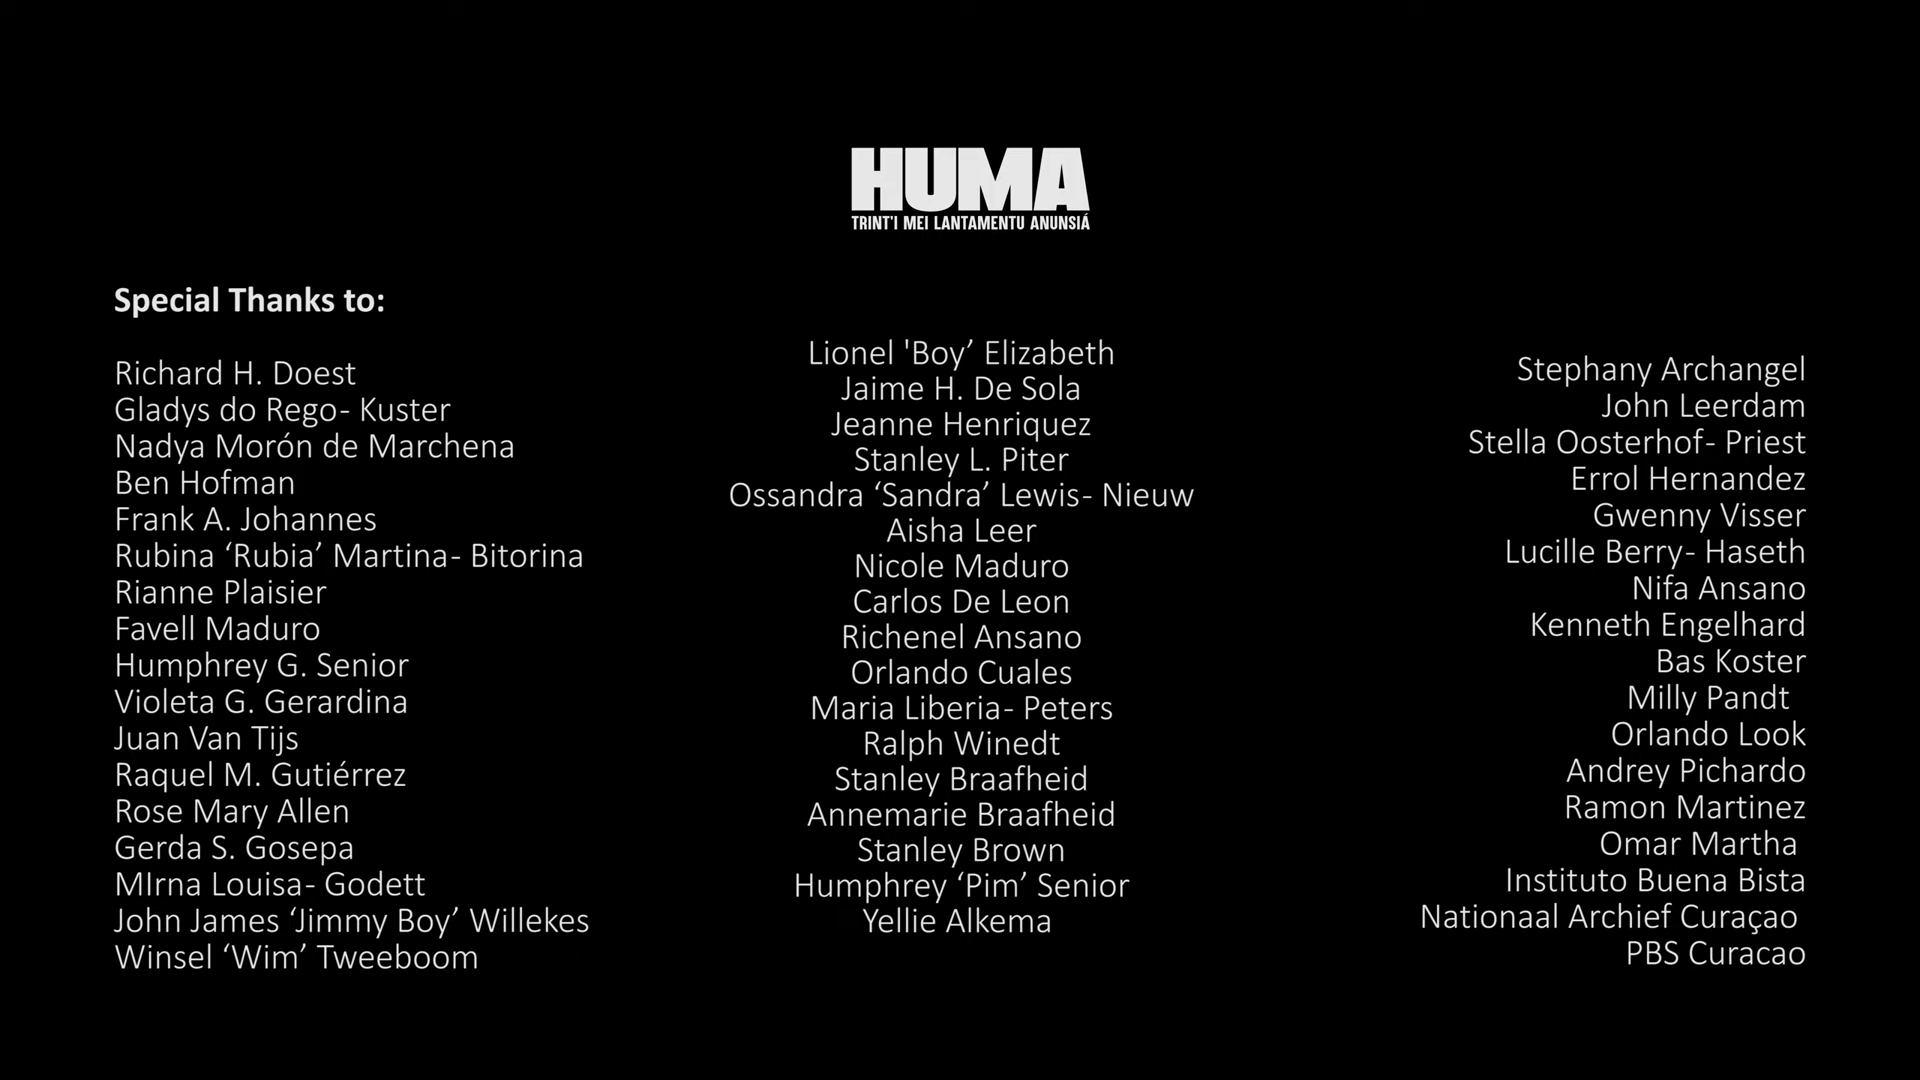 HUMA
TRINT'I MEI LANTAMENTU ANUNSIÁ
Special Thanks to:
Richard H. Doest
Gladys do Rego- Kuster
Nadya Morón de Marchena
Ben Hofman
Frank A. Johannes
Rubina ‘Rubia’ Martina- Bitorina
Rianne Plaisier
Favell Maduro
Humphrey G. Senior
Violeta G. Gerardina
Juan Van Tijs
Raquel M. Gutiérrez
Rose Mary Allen
Gerda S. Gosepa
MIrna Louisa- Godett
John James ‘Jimmy Boy’ Willekes
Winsel ‘Wim’ Tweeboom
Lionel 'Boy’ Elizabeth
Jaime H. De Sola
Jeanne Henriquez
Stanley L. Piter
Ossandra ‘Sandra’ Lewis- Nieuw
Aisha Leer
Nicole Maduro
Carlos De Leon
Richenel Ansano
Orlando Cuales
Maria Liberia- Peters
Ralph Winedt
Stanley Braafheid
Annemarie Braafheid
Stanley Brown
Humphrey ‘Pim’ Senior
Yellie Alkema
Stephany Archangel
John Leerdam
Stella Oosterhof- Priest
Errol Hernandez
Gwenny Visser
Lucille Berry- Haseth
Nifa Ansano
Kenneth Engelhard
Bas Koster
Milly Pandt
Orlando Look
Andrey Pichardo
Ramon Martinez
Omar Martha
Instituto Buena Bista
Nationaal Archief Curaçao
PBS Curacao